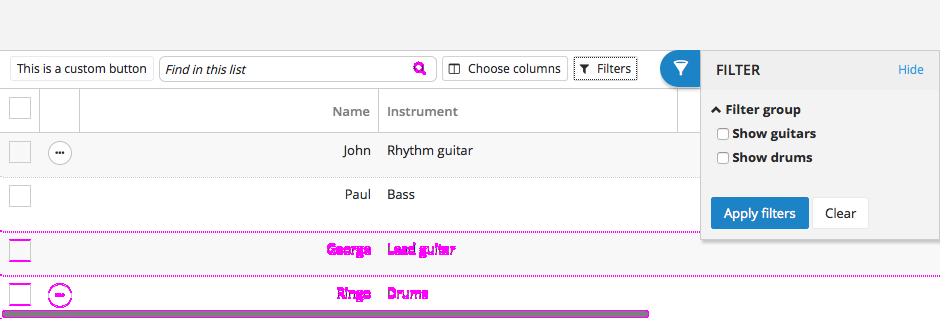 This is a custom button Find in this list Choose columns Filters FILTER Hide
Name Instrument
Filter group
Show guitars
John Rhythm guitar
Show drums
Paul Bass
Apply filters Clear
George Lead guitar
Ringo Drums